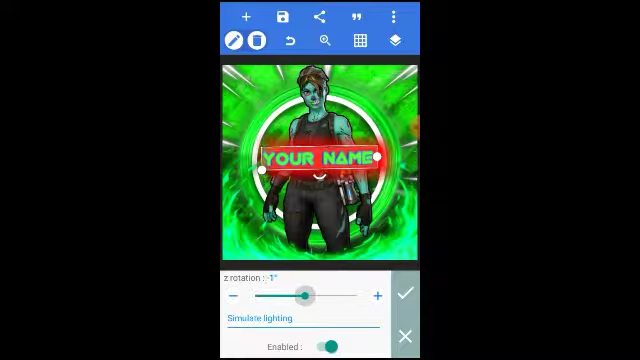 YOUR NAME
z rotation : -1°
Simulate lighting
Enabled :